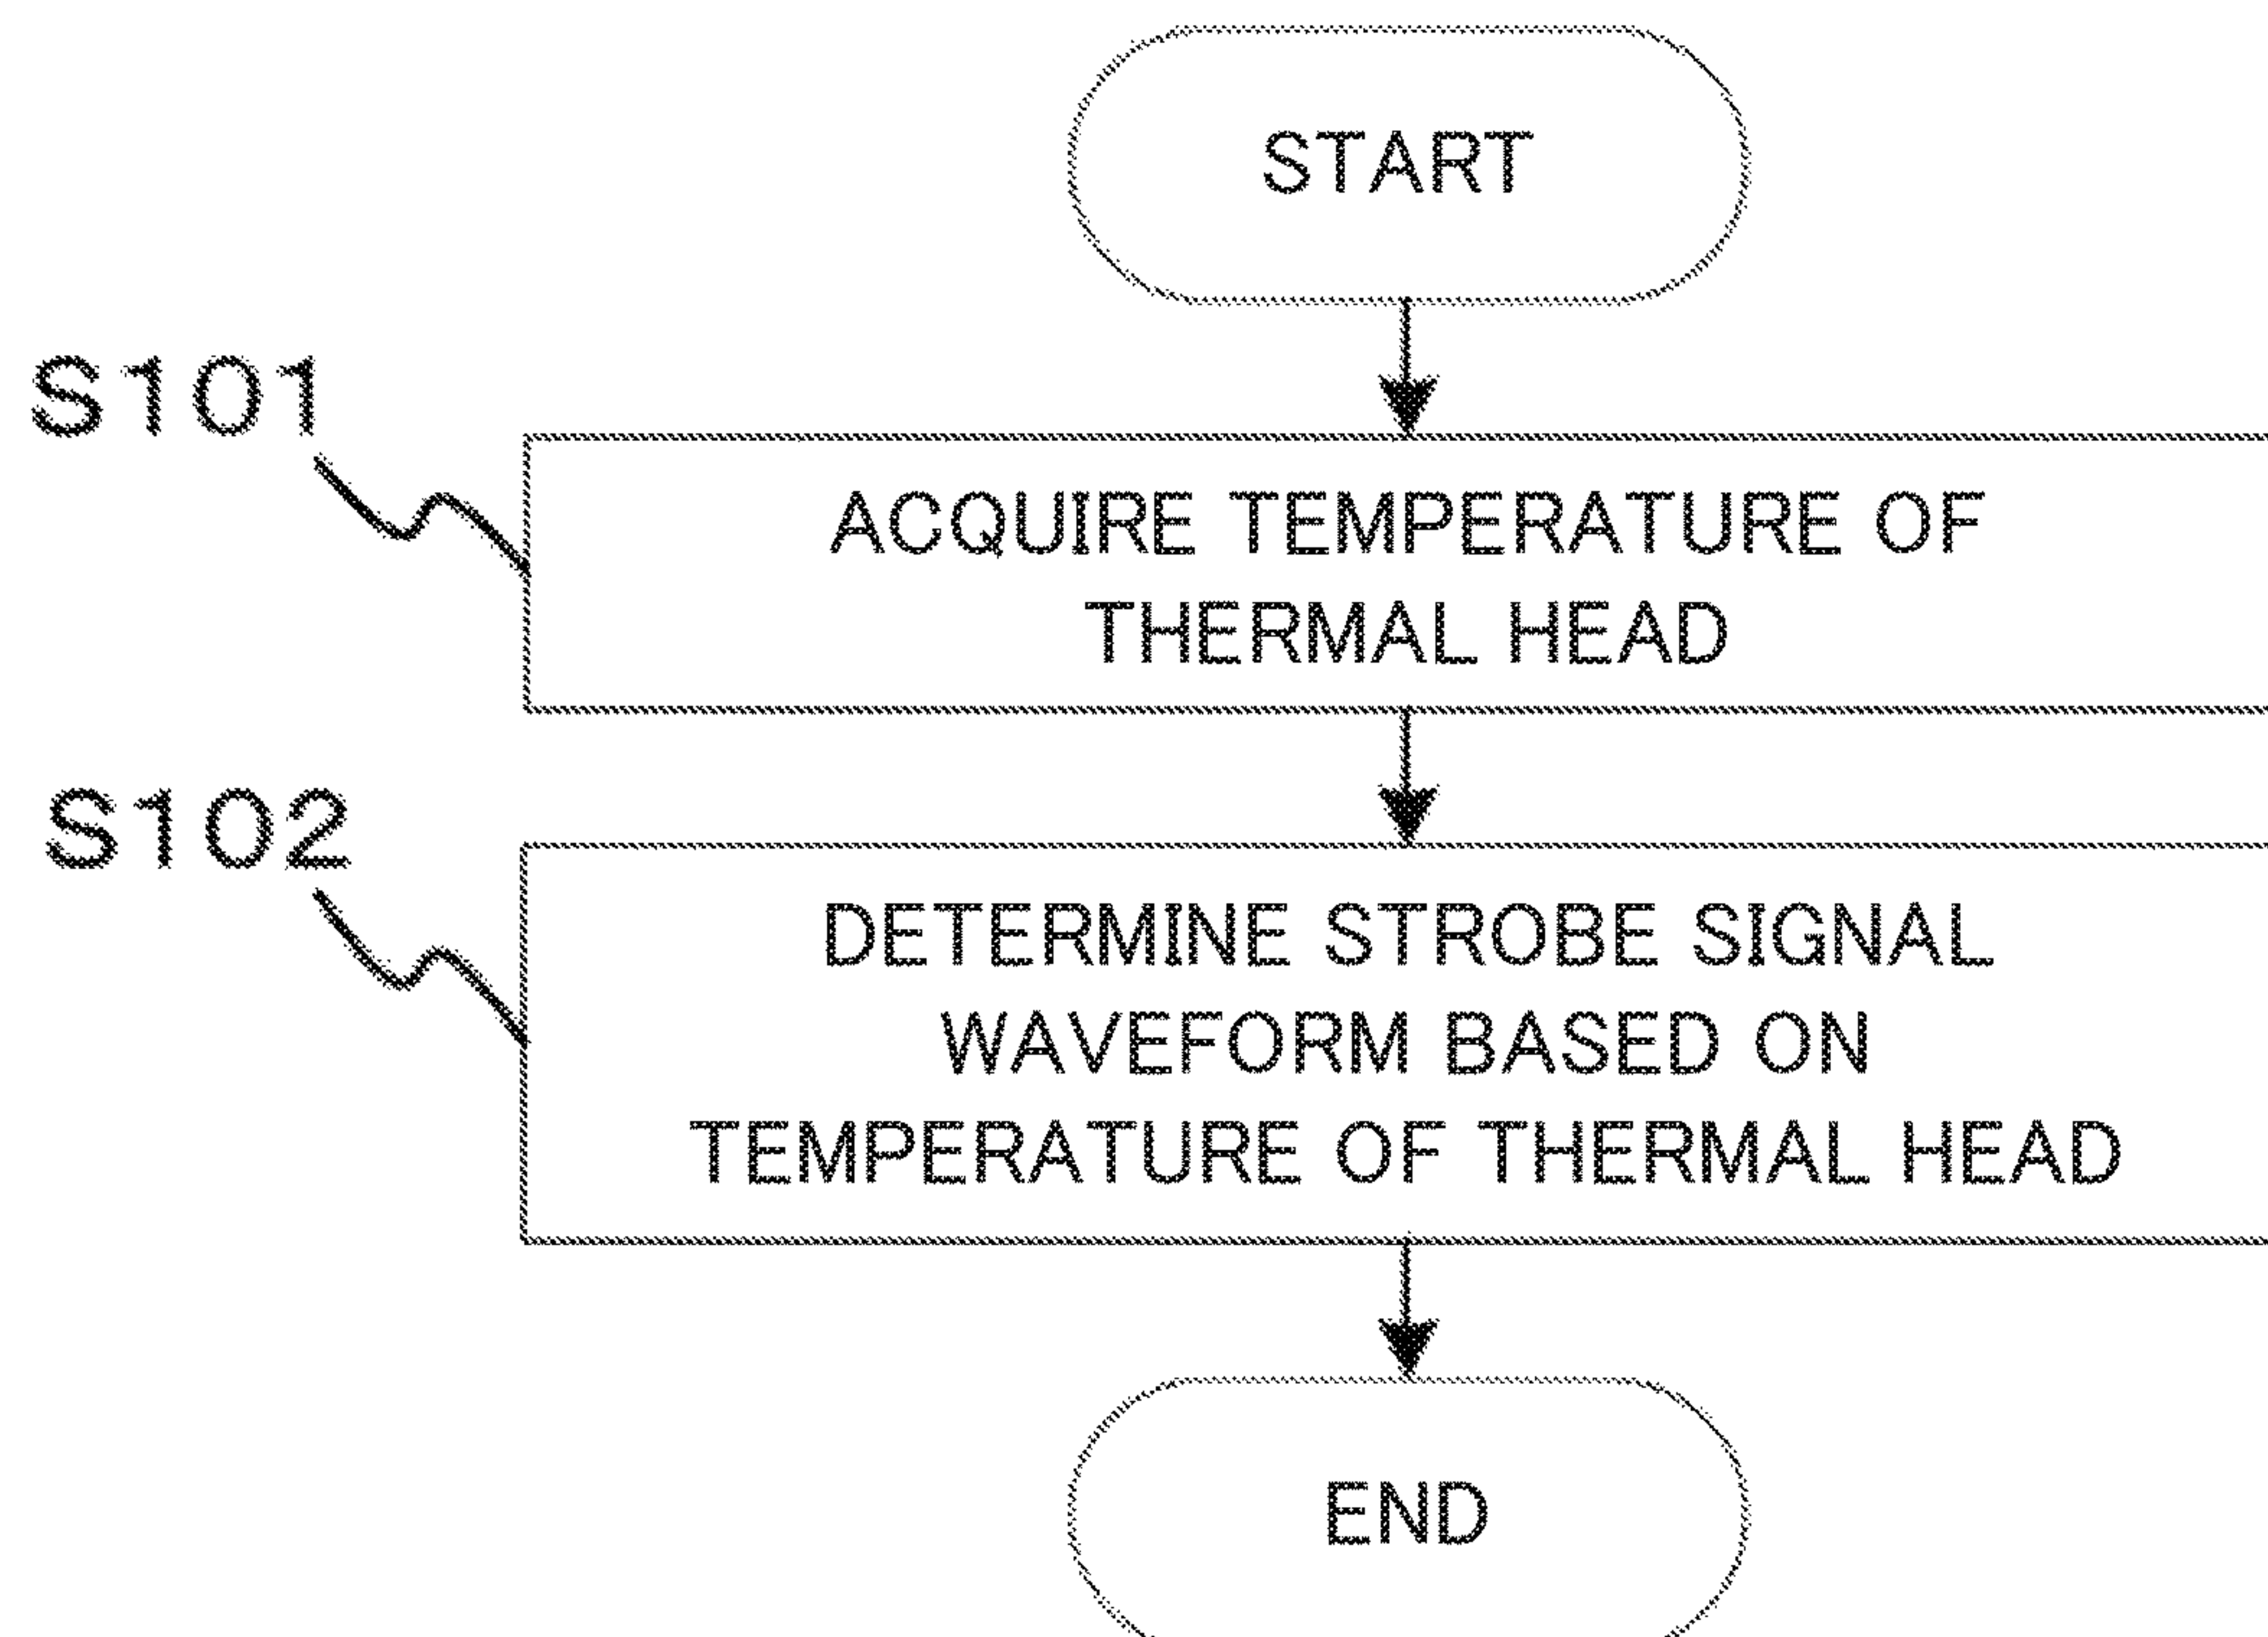 START
S101
ACQUIRE TEMPERATURE OF
THERMAL HEAD
S102
DETERMINE STROBE SIGNAL
WAVEFORM BASED ON
TEMPERATURE OF THERMAL HEAD
END